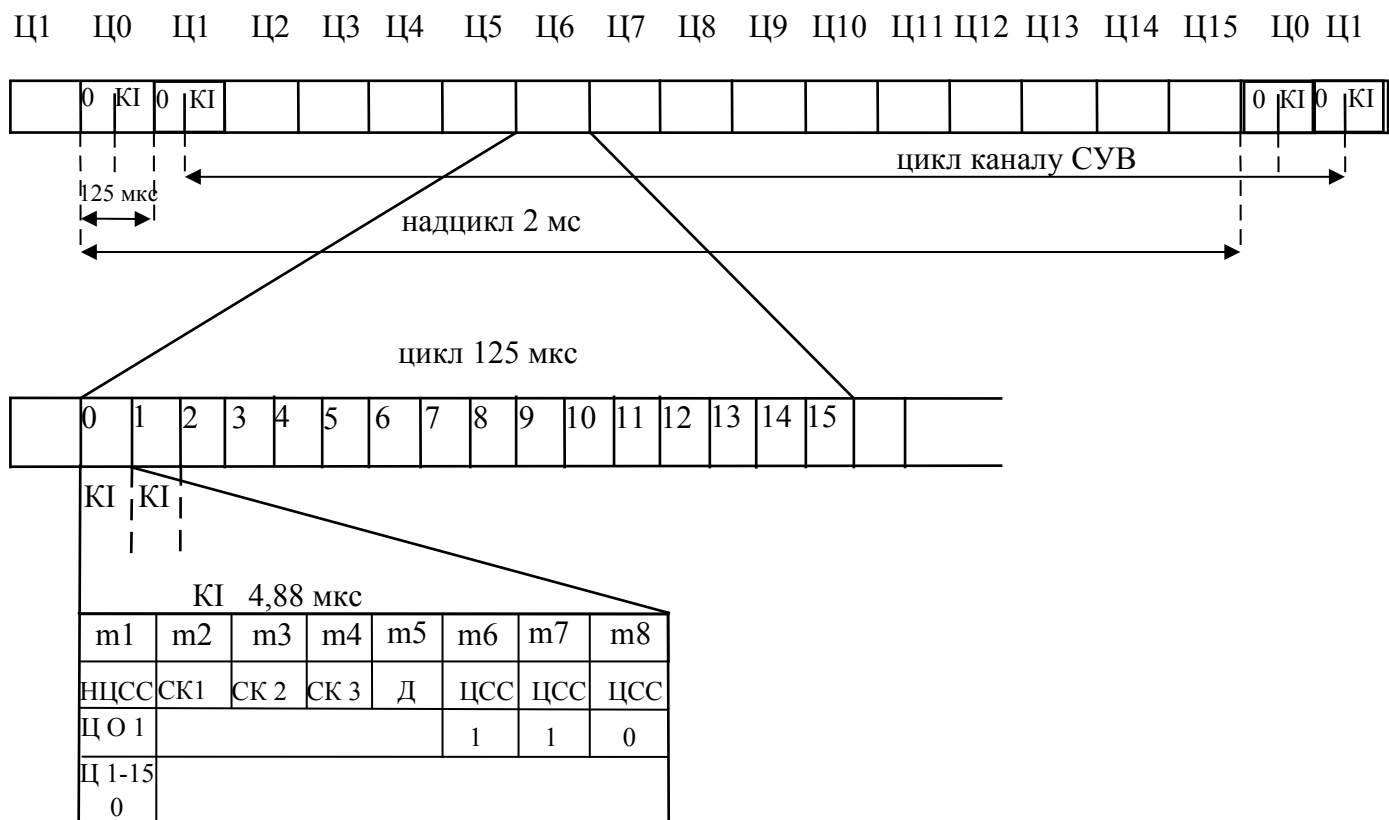 Ц1 Ц0 Ц1 Ц2 Ц3 Ц4 Ц5 Ц6 Ц7 Ц8 Ц9 Ц10 Ц11 Ц12 Ц13 Ц14 Ц15 Ц0 Ц1
0 КІ 0 КІ 0 КІ 0 КІ
цикл каналу СУВ
125 мкс
надцикл 2 мс
цикл 125 мкс
0 1 2 3 4 5 6 7 8 9 10 11 12 13 14 15
КІ КІ
КІ 4,88 мкс
m1 m2 m3 m4 m5 m6 m7 m8
НЦСС СК1 СК 2 СК 3 Д ЦСС ЦСС ЦСС
Ц О 1 1 1 0
Ц 1-15
0